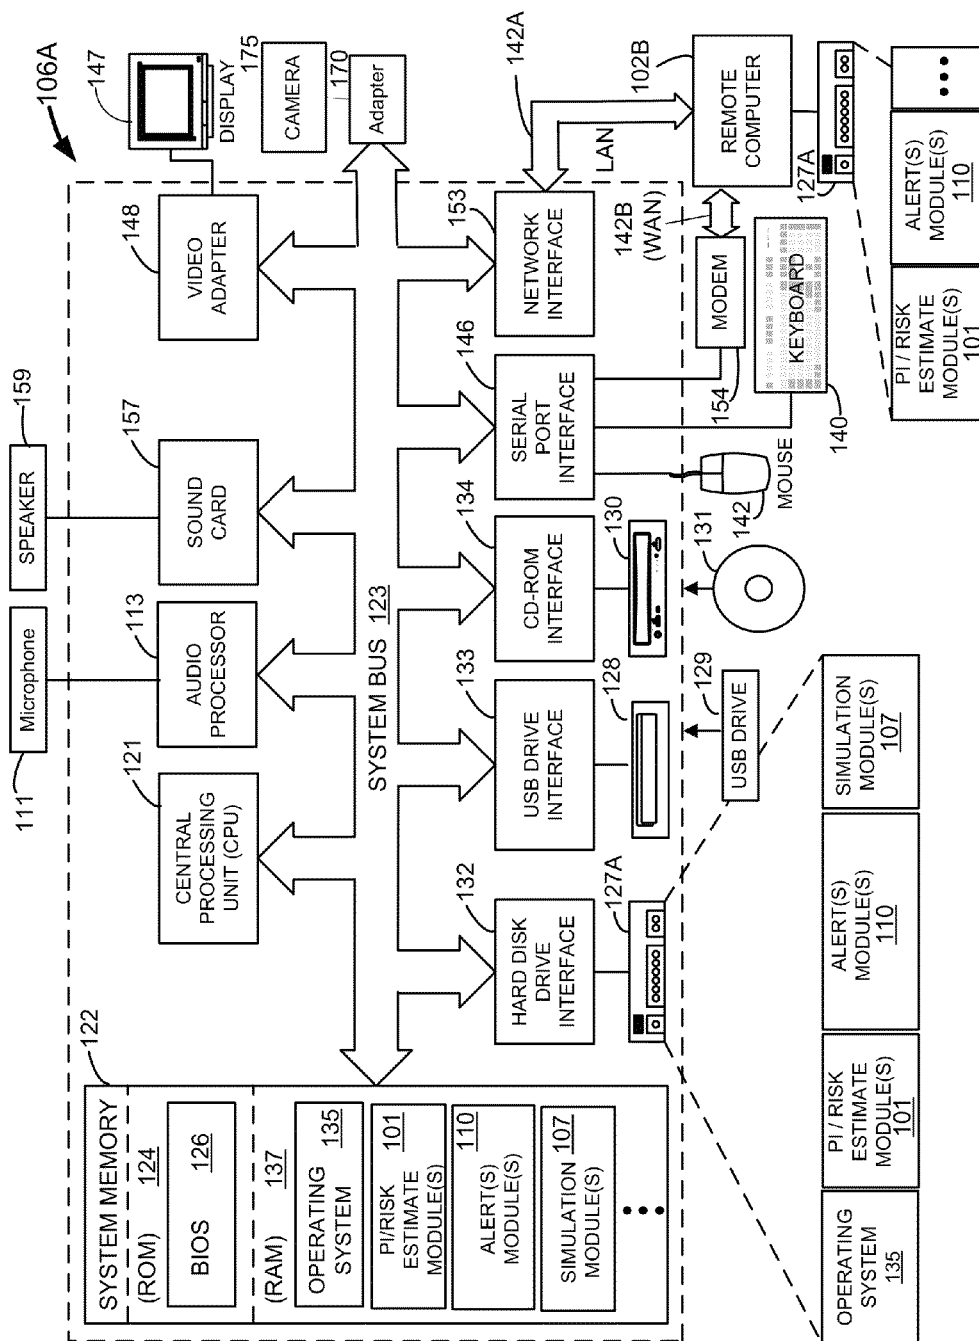 106A
SYSTEM MEMORY
122
(ROM) 124
BIOS 126
(RAM) 137
OPERATING
SYSTEM
135
PI/RISK
ESTIMATE
MODULE(S)
101
ALERT(S)
MODULE(S)
110
SIMULATION
MODULE(S)
107
111
Microphone
SPEAKER
159
CENTRAL
PROCESSING
UNIT (CPU)
121
AUDIO
PROCESSOR
113
SOUND
CARD
157
VIDEO
ADAPTER
148
147
DISPLAY
CAMERA
175
Adapter
170
SYSTEM BUS 123
HARD DISK
DRIVE
INTERFACE
132
USB DRIVE
INTERFACE
133
CD-ROM
INTERFACE
134
SERIAL
PORT
INTERFACE
146
NETWORK
INTERFACE
153
142A
LAN
127A
128
130
USB DRIVE
129
131
142
MOUSE
MODEM
154
142B
(WAN)
KEYBOARD
140
REMOTE
COMPUTER
102B
127A
OPERATING
SYSTEM
135
PI / RISK
ESTIMATE
MODULE(S)
101
ALERT(S)
MODULE(S)
110
SIMULATION
MODULE(S)
107
PI / RISK
ESTIMATE
MODULE(S)
101
ALERT(S)
MODULE(S)
110